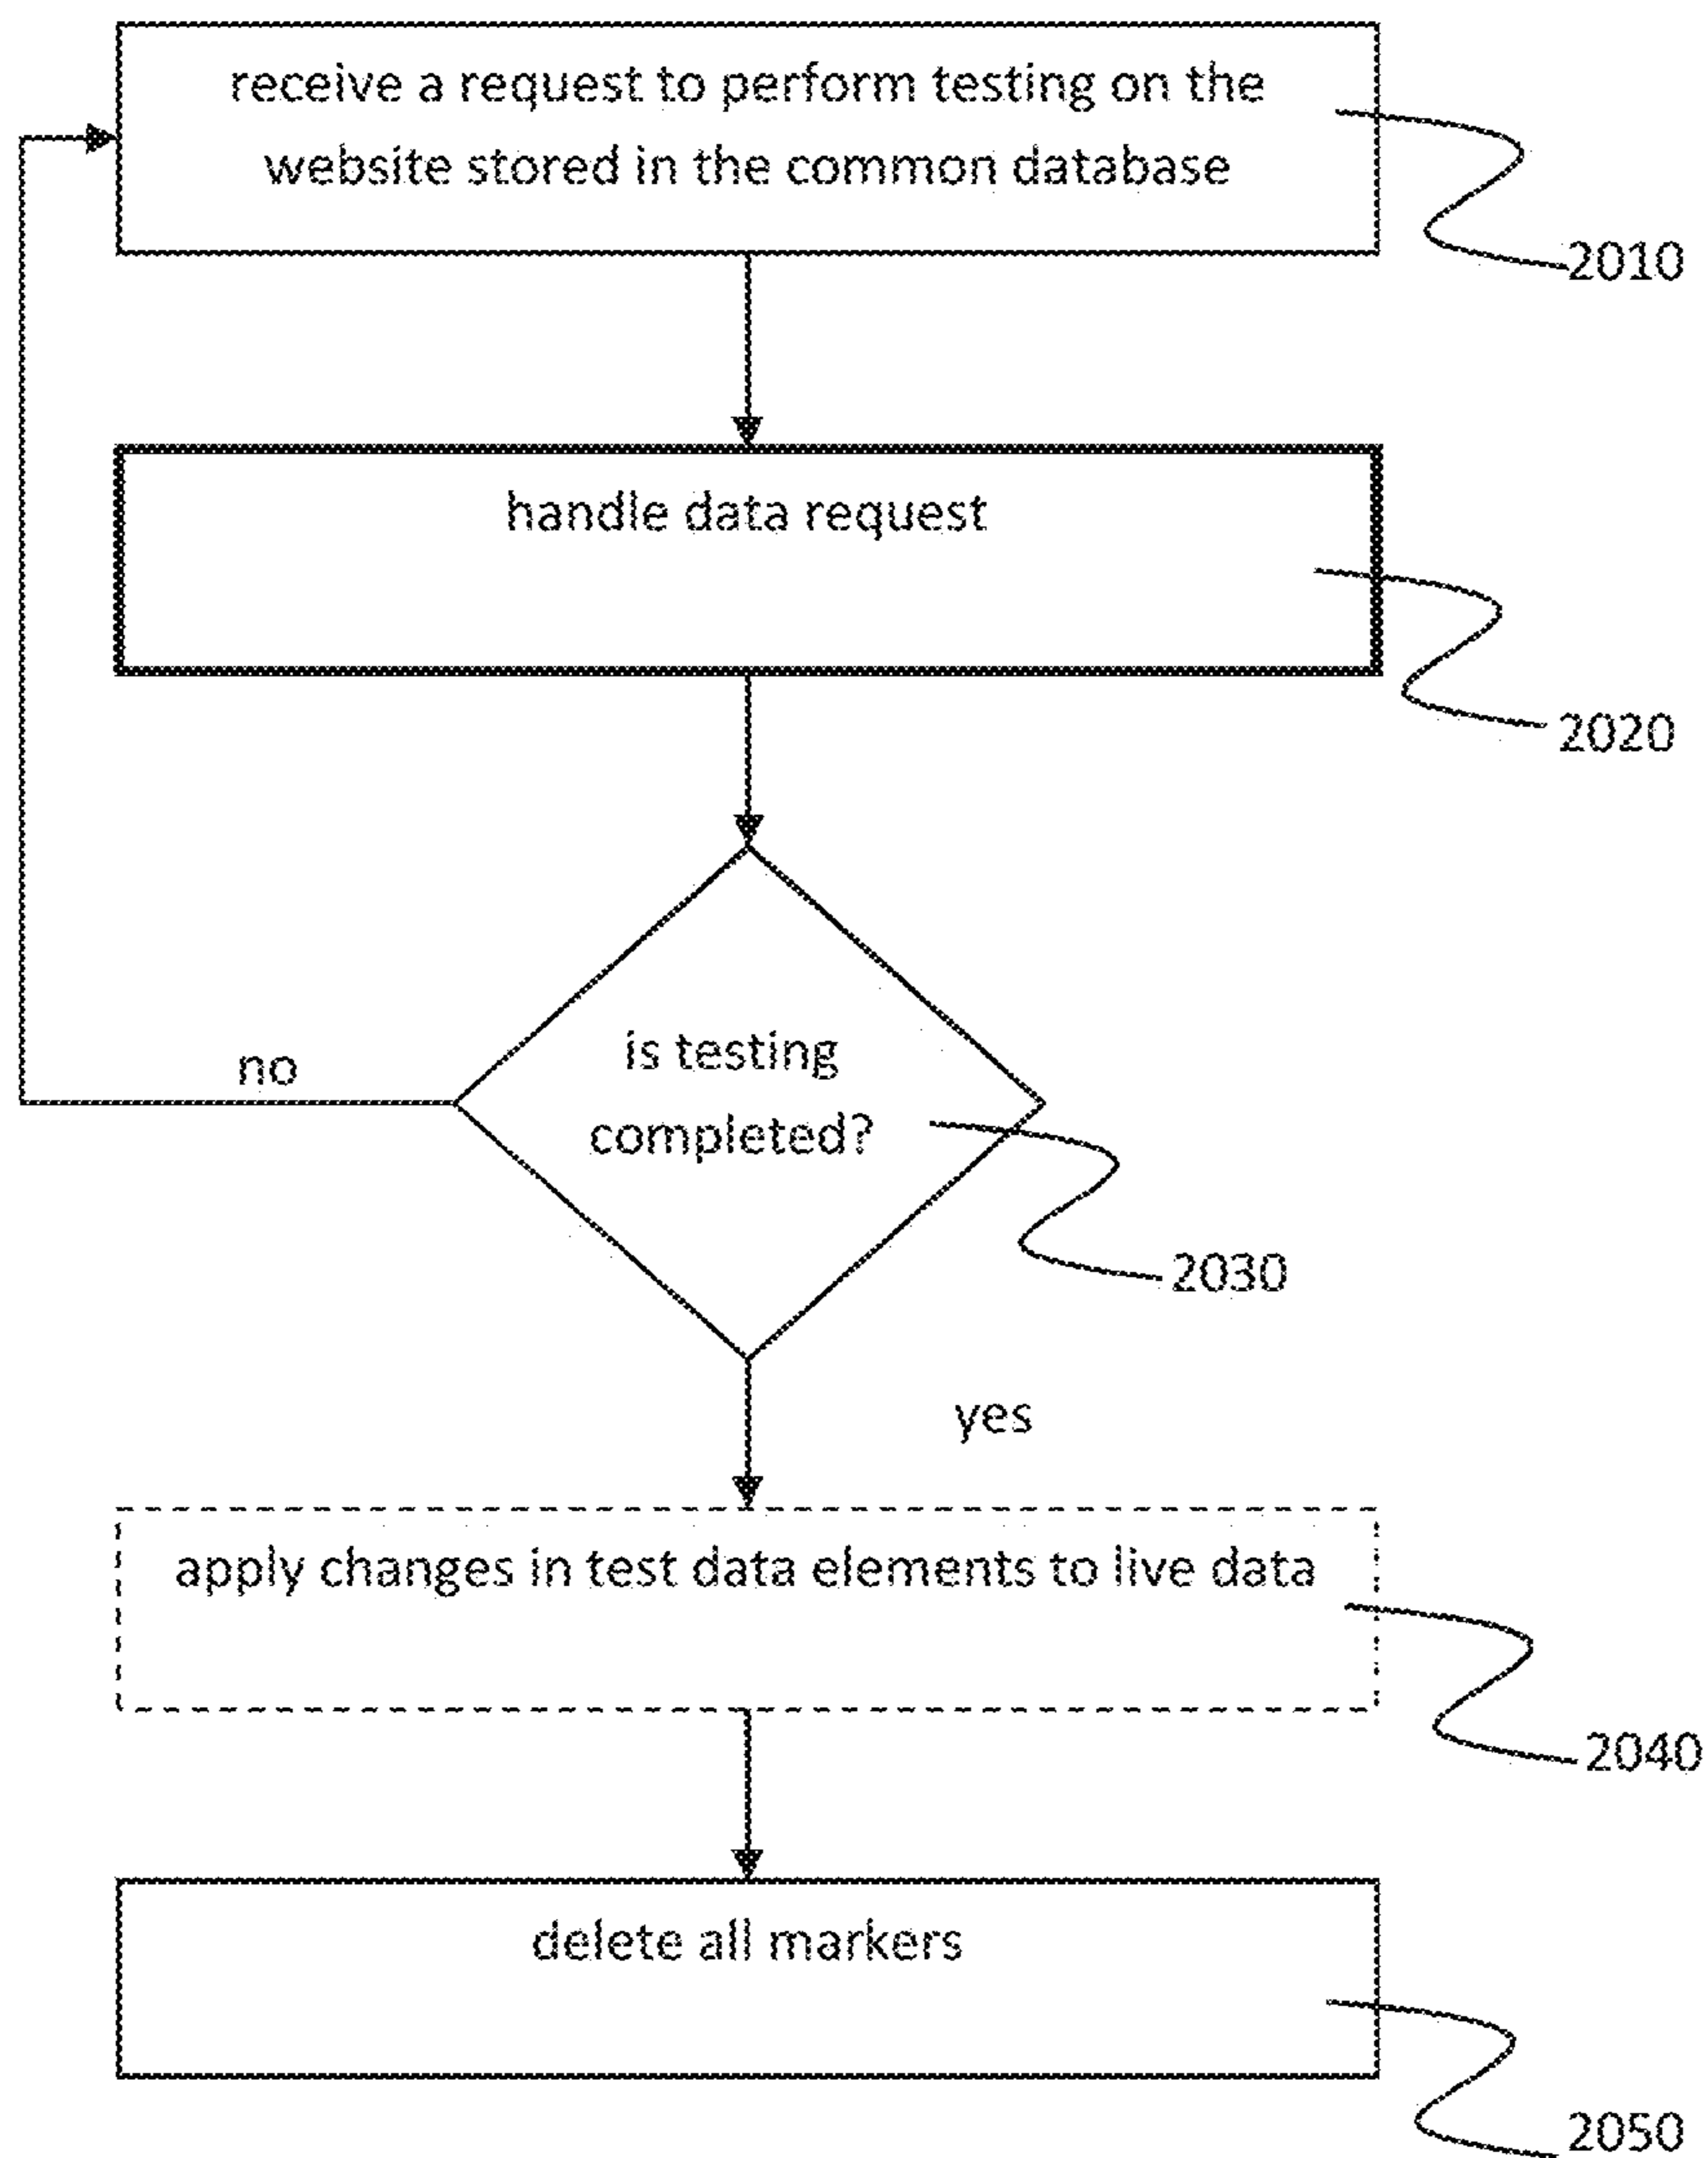 receive a request to perform testing on the
website stored in the common database
2010
handle data request
2020
is testing
completed?
no
2030
yes
apply changes in test data elements to live data
2040
delete all markers
2050